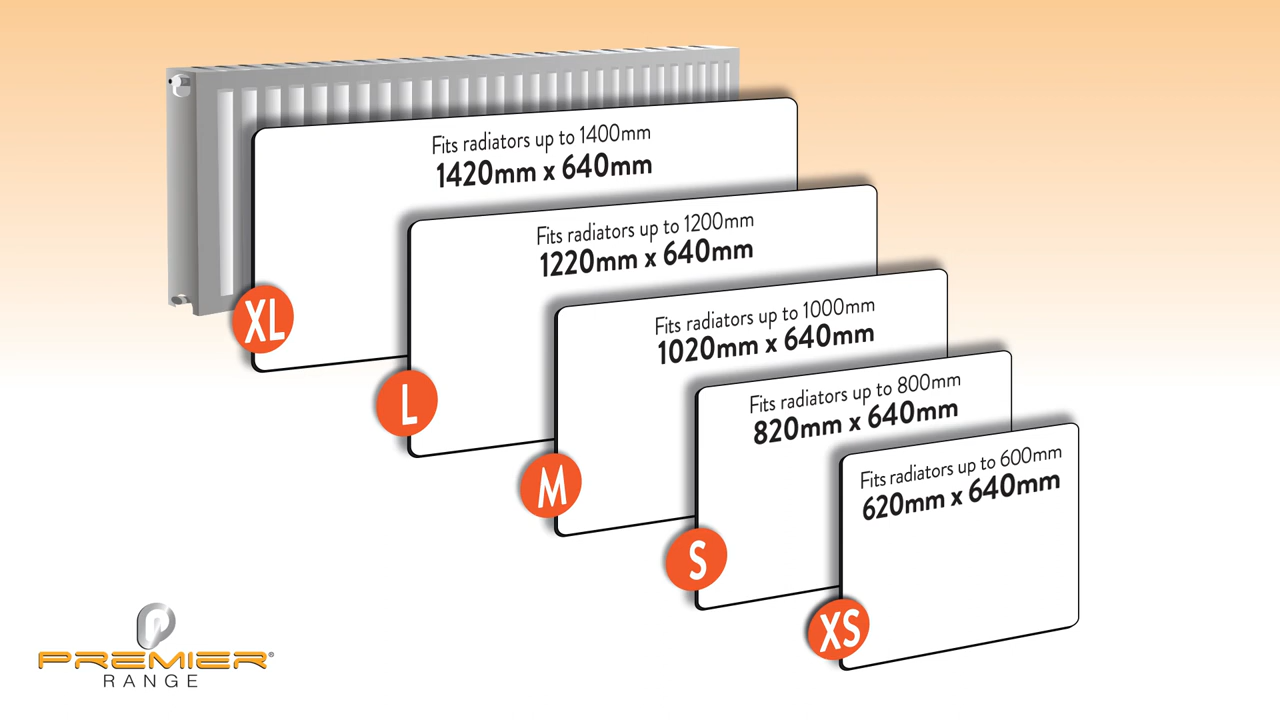 Fits radiators up to 1400mm
1420mm x 640mm
XL
Fits radiators up to 1200mm
1220mm x 640mm
L
Fits radiators up to 1000mm
1020mm x 640mm
M
Fits radiators up to 800mm
820mm x 640mm
S
Fits radiators up to 600mm
620mm x 640mm
XS
P
PREMIER®
RANGE